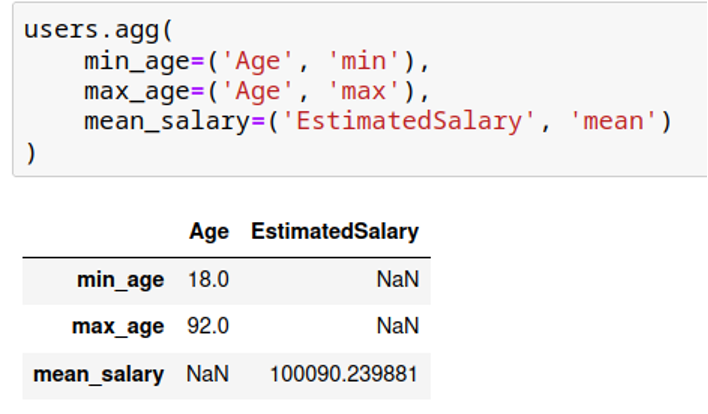 users.agg(
    min_age=('Age', 'min'),
    max_age=('Age', 'max'),
    mean_salary=('EstimatedSalary', 'mean')
)
Age EstimatedSalary
min_age 18.0 NaN
max_age 92.0 NaN
mean_salary NaN 100090.239881